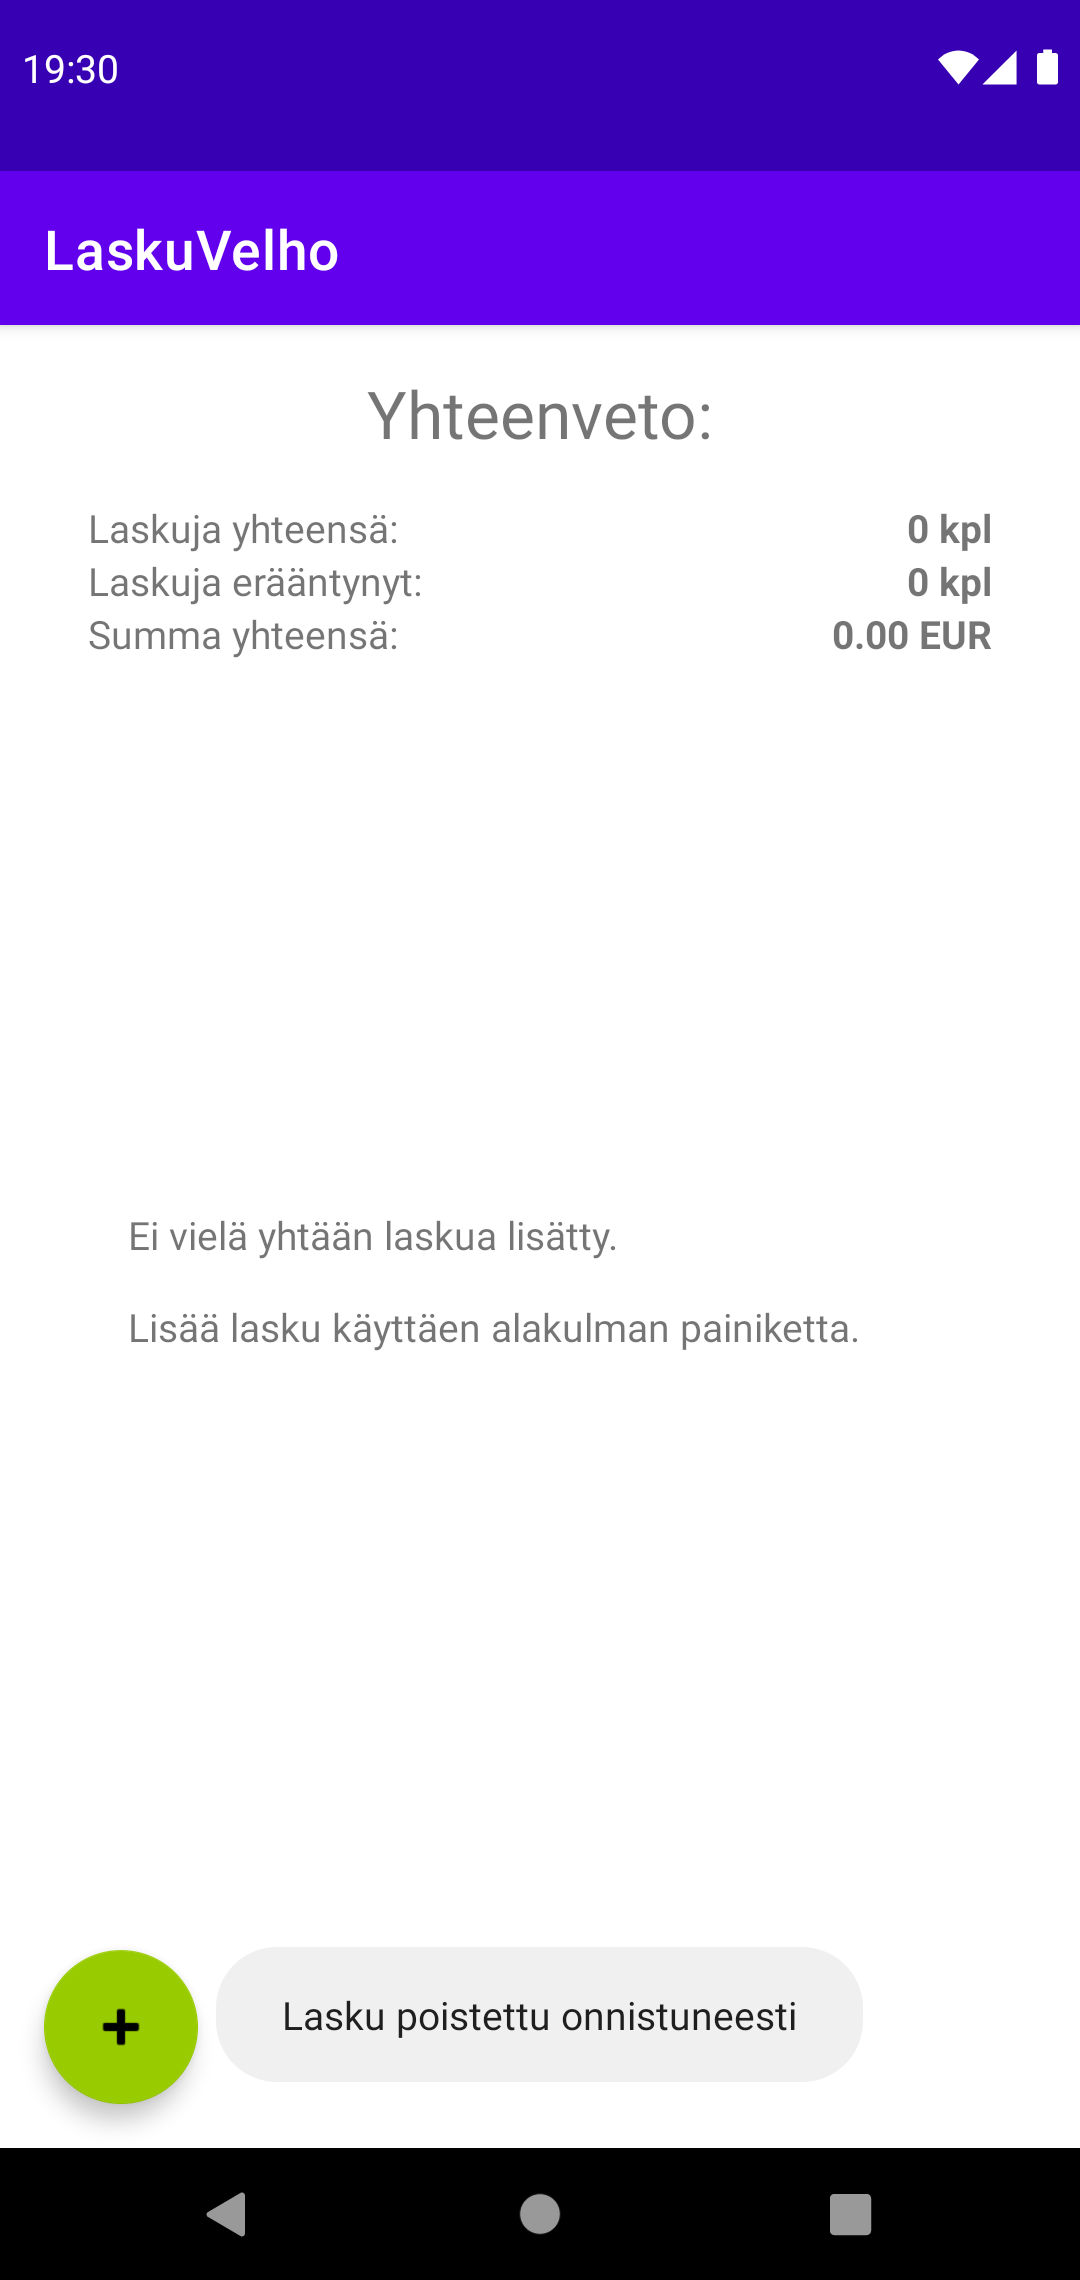 19:30
LaskuVelho
Yhteenveto:
Laskuja yhteensä: 0 kpl
Laskuja erääntynyt: 0 kpl
Summa yhteensä: 0.00 EUR
Ei vielä yhtään laskua lisätty.
Lisää lasku käyttäen alakulman painiketta.
Lasku poistettu onnistuneesti